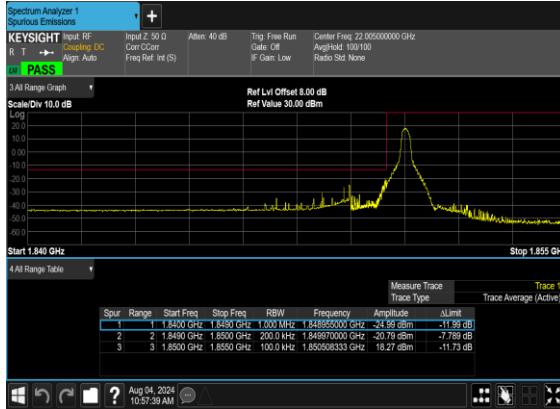 Spectrum Analyzer 1
Spurious Emissions
+
KEYSIGHT Input: RF Input Z: 50 Ω Atten: 40 dB Trig: Free Run Center Freq: 22.005000000 GHz
R T Coupling: DC Corr CCorr Gate: Off Avg|Hold: 100/100
Align: Auto Freq Ref: Int (S) IF Gain: Low Radio Std: None
PASS
3 All Range Graph
Ref Lvl Offset 8.00 dB
Scale/Div 10.0 dB Ref Value 30.00 dBm
Log
20.0
10.0
0.00
-10.0
-20.0
-30.0
-40.0
-50.0
-60.0
Start 1.840 GHz Stop 1.855 GH
4 All Range Table
Measure Trace Trace 1
Trace Type Trace Average (Active)
Spur Range Start Freq Stop Freq RBW Frequency Amplitude ΔLimit
1 1 1.8400 GHz 1.8490 GHz 1.000 MHz 1.848955000 GHz -24.99 dBm -11.99 dB
2 2 1.8490 GHz 1.8500 GHz 200.0 kHz 1.849970000 GHz -20.79 dBm -7.789 dB
3 3 1.8500 GHz 1.8550 GHz 100.0 kHz 1.850508333 GHz 18.27 dBm -11.73 dB
? Aug 04, 2024
10:57:39 AM